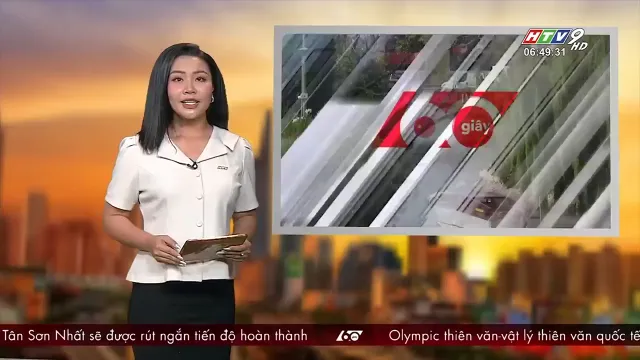 HTV9 HD
06:49:31
60 giây
Tân Sơn Nhất sẽ được rút ngắn tiến độ hoàn thành 60 Olympic thiên văn-vật lý thiên văn quốc tế